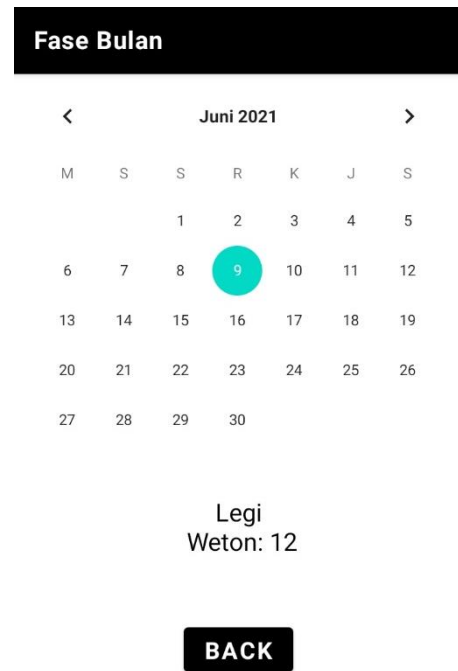 Fase Bulan
Juni 2021
M S S R K J S
1 2 3 4 5
6 7 8 9 10 11 12
13 14 15 16 17 18 19
20 21 22 23 24 25 26
27 28 29 30
Legi
Weton: 12
BACK